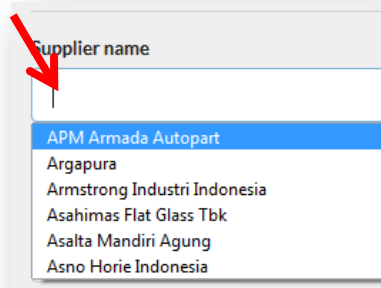 Supplier name
APM Armada Autopart
Argapura
Armstrong Industri Indonesia
Asahimas Flat Glass Tbk
Asalta Mandiri Agung
Asno Horie Indonesia